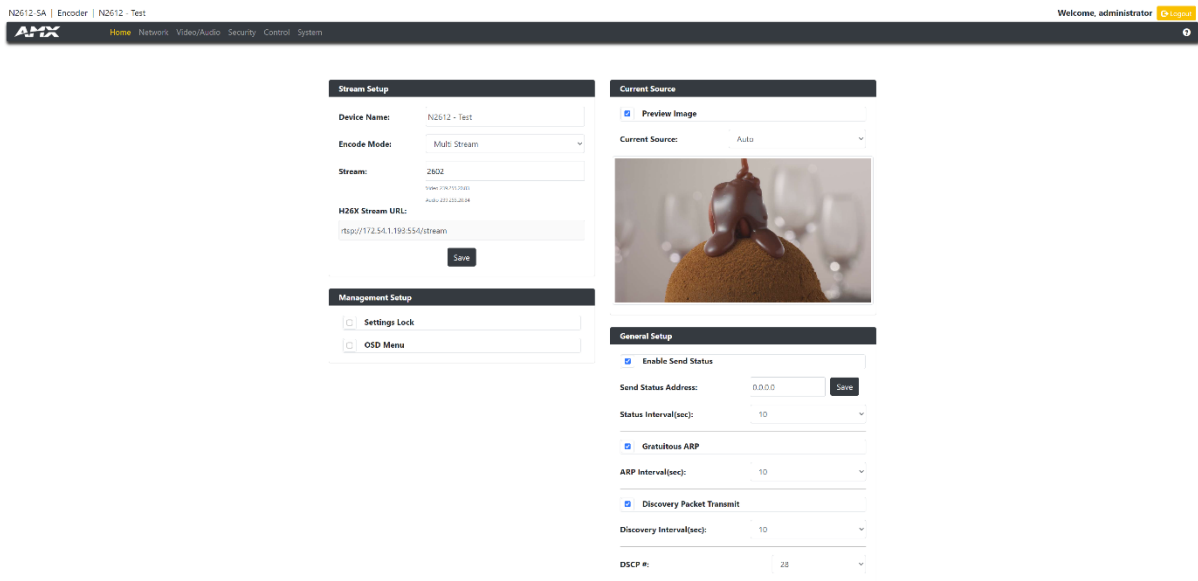 N2612-SA | Encoder | N2612 - Test
Welcome, administrator
Logout
AMX
Home Network Video/Audio Security Control System
Stream Setup
Device Name: N2612 - Test
Encode Mode: Multi Stream
Stream: 2602
H26X Stream URL:
rtsp://172.54.1.193:554/stream
Save
Management Setup
Settings Lock
OSD Menu
Current Source
Preview Image
Current Source: Auto
General Setup
Enable Send Status
Send Status Address: 0.0.0.0 Save
Status Interval(sec): 10
Gratuitous ARP
ARP Interval(sec): 10
Discovery Packet Transmit
Discovery Interval(sec): 10
DSCP #: 28